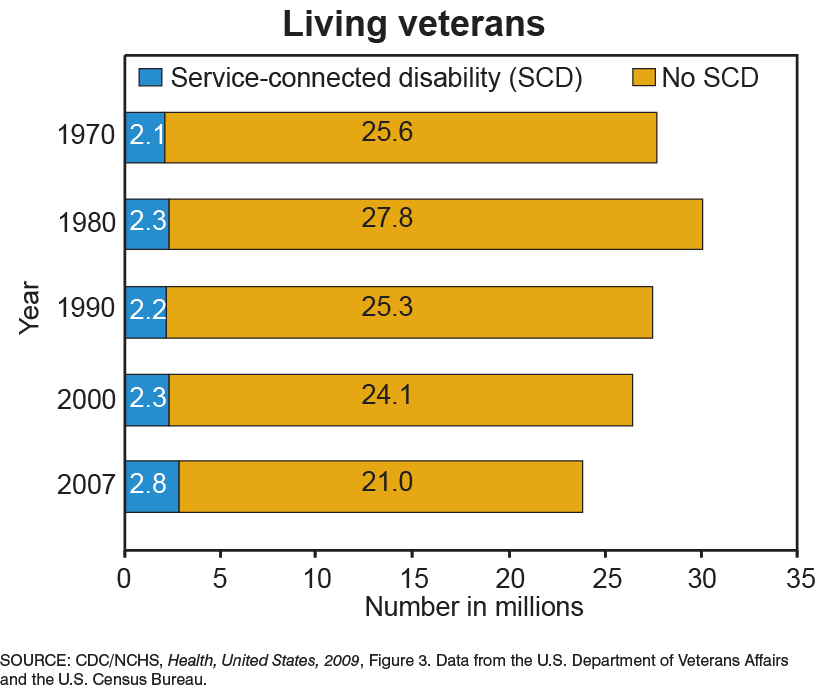 Living veterans
Service-connected disability (SCD) No SCD
1970 2.1 25.6
1980 2.3 27.8
1990 2.2 25.3
2000 2.3 24.1
2007 2.8 21.0
Year
0 5 10 15 20 25 30 35
Number in millions
SOURCE: CDC/NCHS, Health, United States, 2009, Figure 3. Data from the U.S. Department of Veterans Affairs
and the U.S. Census Bureau.